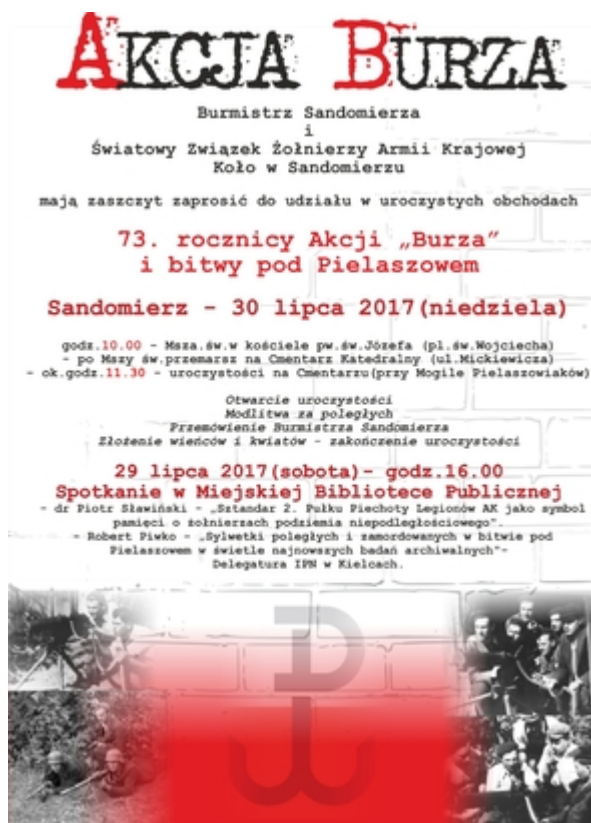 AKCJA BURZA
Burmistrz Sandomierza
i
Światowy Związek Żołnierzy Armii Krajowej
Koło w Sandomierzu
mają zaszczyt zaprosić do udziału w uroczystych obchodach
73. rocznicy Akcji „Burza"
i bitwy pod Pielaszowem
Sandomierz - 30 lipca 2017(niedziela)
godz.10.00 - Msza.św.w kościele pw.św.Józefa (pl.św.Wojciecha)
- po Mszy św.przemarsz na Cmentarz Katedralny (ul.Mickiewicza)
- ok.godz.11.30 - uroczystości na Cmentarzu(przy Mogile Pielaszowiaków)
Otwarcie uroczystości
Modlitwa za poległych
Przemówienie Burmistrza Sandomierza
Złożenie wieńców i kwiatów - zakończenie uroczystości
29 lipca 2017(sobota)- godz.16.00
Spotkanie w Miejskiej Bibliotece Publicznej
- dr Piotr Sławiński - „Sztandar 2. Pułku Piechoty Legionów AK jako symbol
pamięci o żołnierzach podziemia niepodległościowego".
- Robert Piwko - „Sylwetki poległych i zamordowanych w bitwie pod
Pielaszowem w świetle najnowszych badań archiwalnych"-
Delegatura IPN w Kielcach.